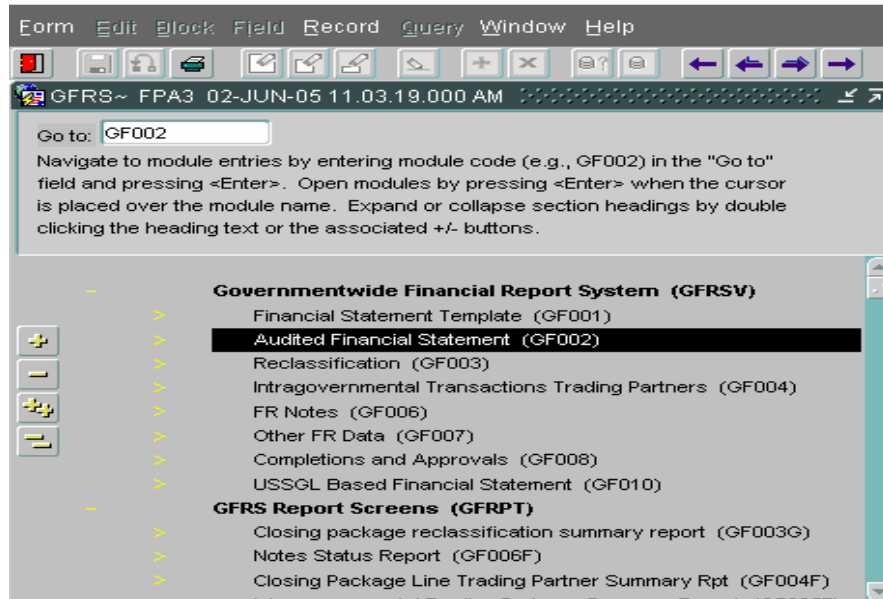 Form Edit Block Field Record Query Window Help
GFRS~ FPA3 02-JUN-05 11.03.19.000 AM
Go to: GF002
Navigate to module entries by entering module code (e.g., GF002) in the "Go to"
field and pressing <Enter>. Open modules by pressing <Enter> when the cursor
is placed over the module name. Expand or collapse section headings by double
clicking the heading text or the associated +/- buttons.
Governmentwide Financial Report System (GFRSV)
Financial Statement Template (GF001)
Audited Financial Statement (GF002)
Reclassification (GF003)
Intragovernmental Transactions Trading Partners (GF004)
FR Notes (GF006)
Other FR Data (GF007)
Completions and Approvals (GF008)
USSGL Based Financial Statement (GF010)
GFRS Report Screens (GFRPT)
Closing package reclassification summary report (GF003G)
Notes Status Report (GF006F)
Closing Package Line Trading Partner Summary Rpt (GF004F)